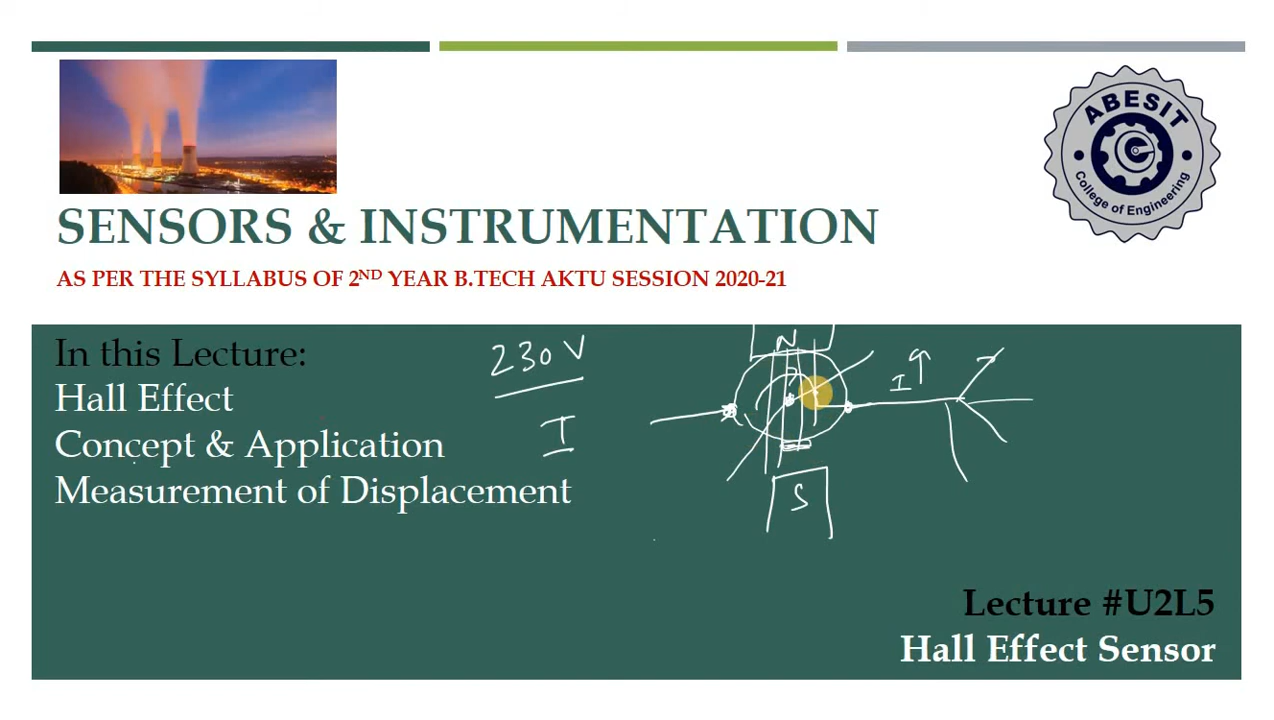 ABESIT
College of Engineering
SENSORS & INSTRUMENTATION
AS PER THE SYLLABUS OF 2ND YEAR B.TECH AKTU SESSION 2020-21
In this Lecture:
Hall Effect
Concept & Application
Measurement of Displacement
230 V
I
N
I↑
S
Lecture #U2L5
Hall Effect Sensor